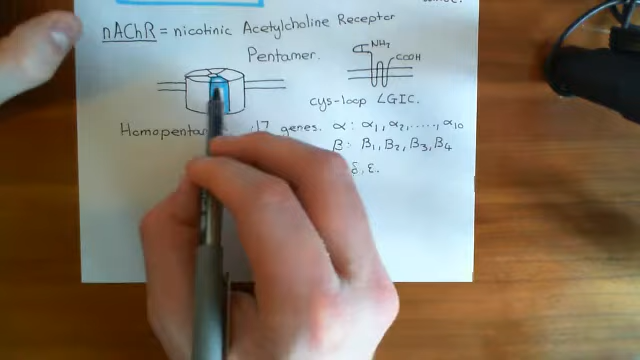 nAChR = nicotinic Acetylcholine Receptor
Pentamer.
NH₂
COOH
cys-loop LGIC.
17 genes. α: α₁, α₂, ....., α₁₀
β: β₁, β₂, β₃, β₄
δ, ε.